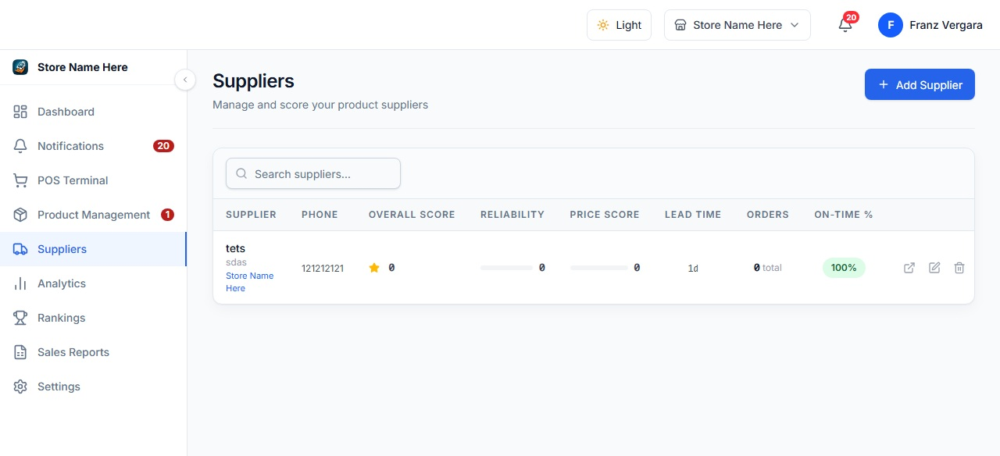 Light
Store Name Here
20
F
Franz Vergara
Store Name Here
Dashboard
Notifications
20
POS Terminal
Product Management
1
Suppliers
Analytics
Rankings
Sales Reports
Settings
Suppliers
Manage and score your product suppliers
+ Add Supplier
Search suppliers...
SUPPLIER PHONE OVERALL SCORE RELIABILITY PRICE SCORE LEAD TIME ORDERS ON-TIME %
tets
sdas
Store Name
Here
121212121
0
0
0
1d
0 total
100%